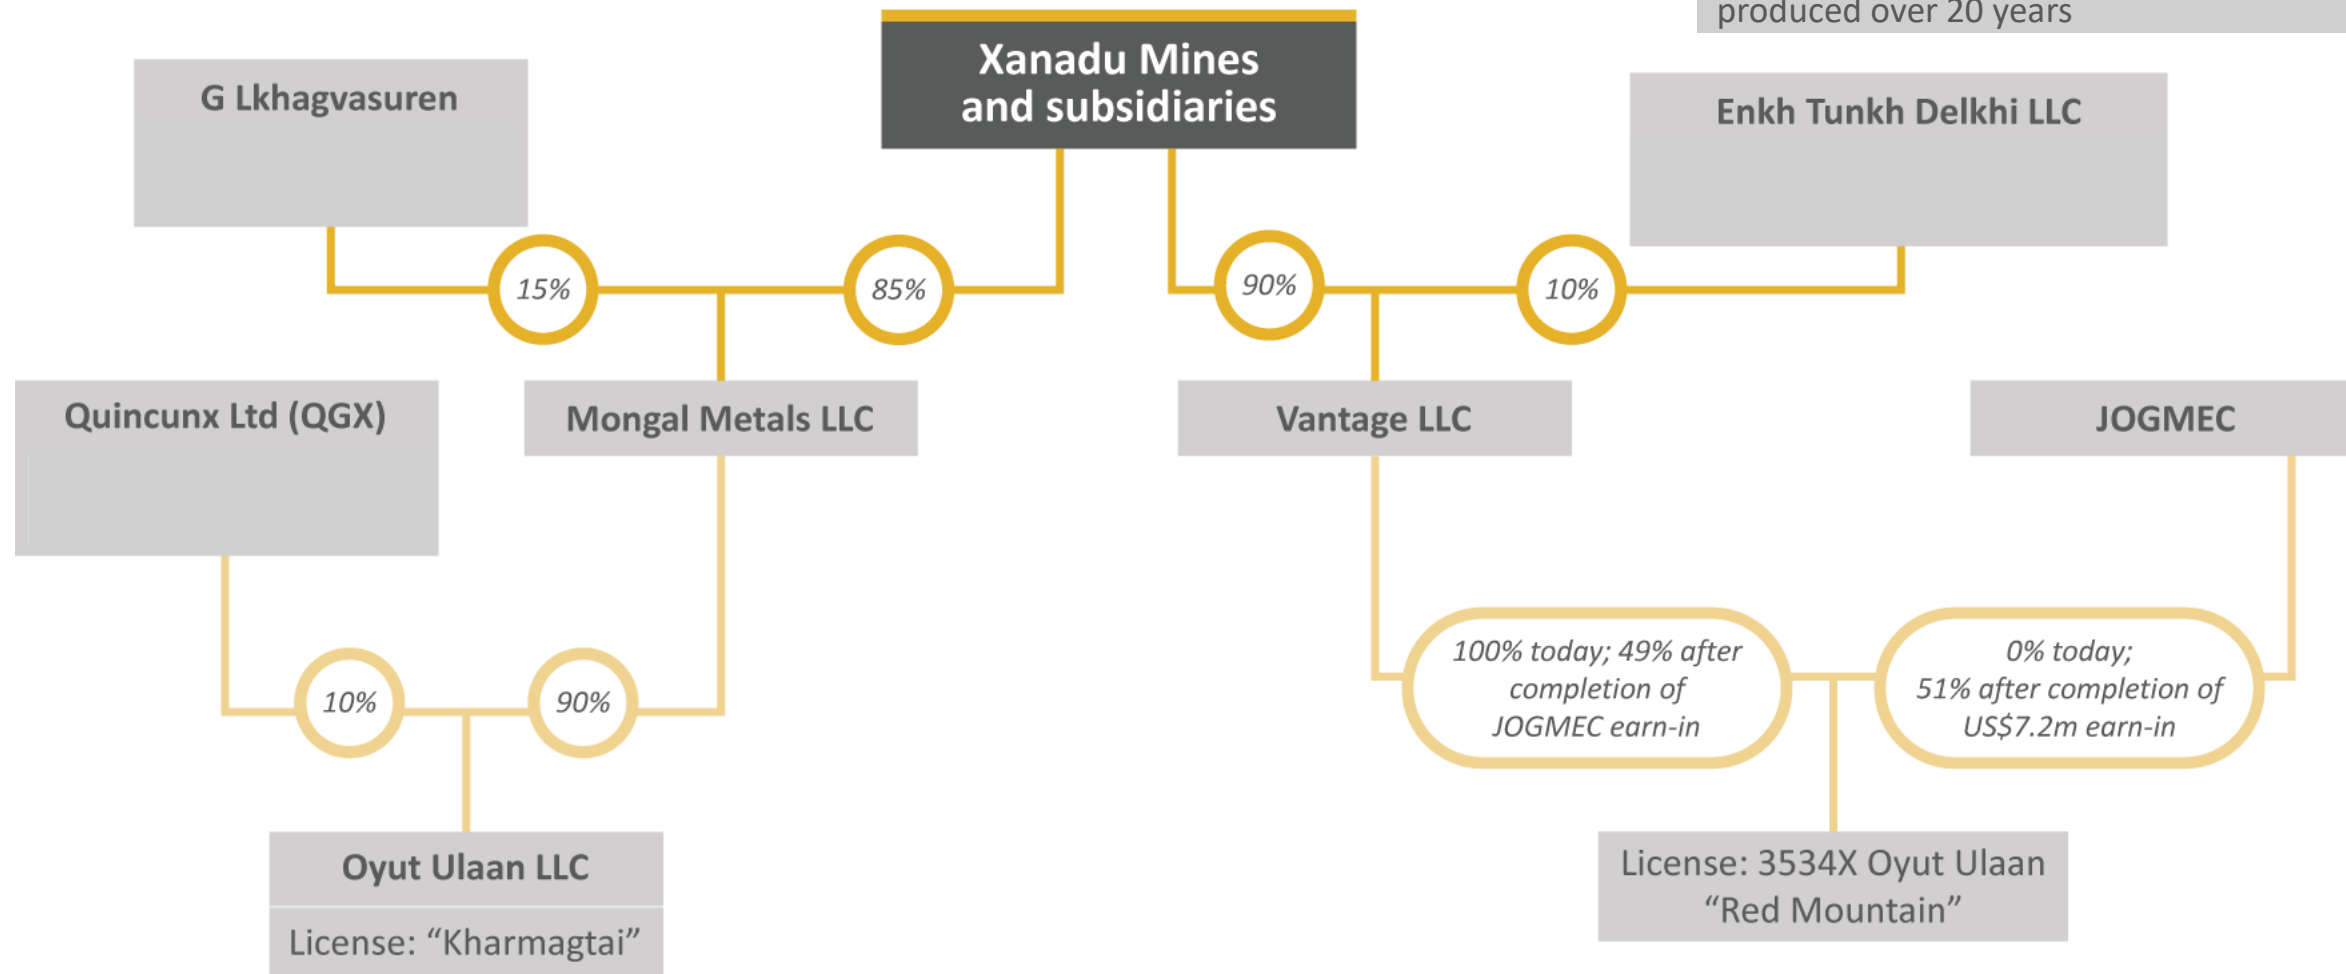 produced over 20 years
Xanadu Mines
and subsidiaries
G Lkhagvasuren
Enkh Tunkh Delkhi LLC
15%
85%
90%
10%
Quincunx Ltd (QGX)
Mongal Metals LLC
Vantage LLC
JOGMEC
100% today; 49% after
completion of
JOGMEC earn-in
0% today;
51% after completion of
US$7.2m earn-in
10%
90%
Oyut Ulaan LLC
License: “Kharmagtai”
License: 3534X Oyut Ulaan
“Red Mountain”